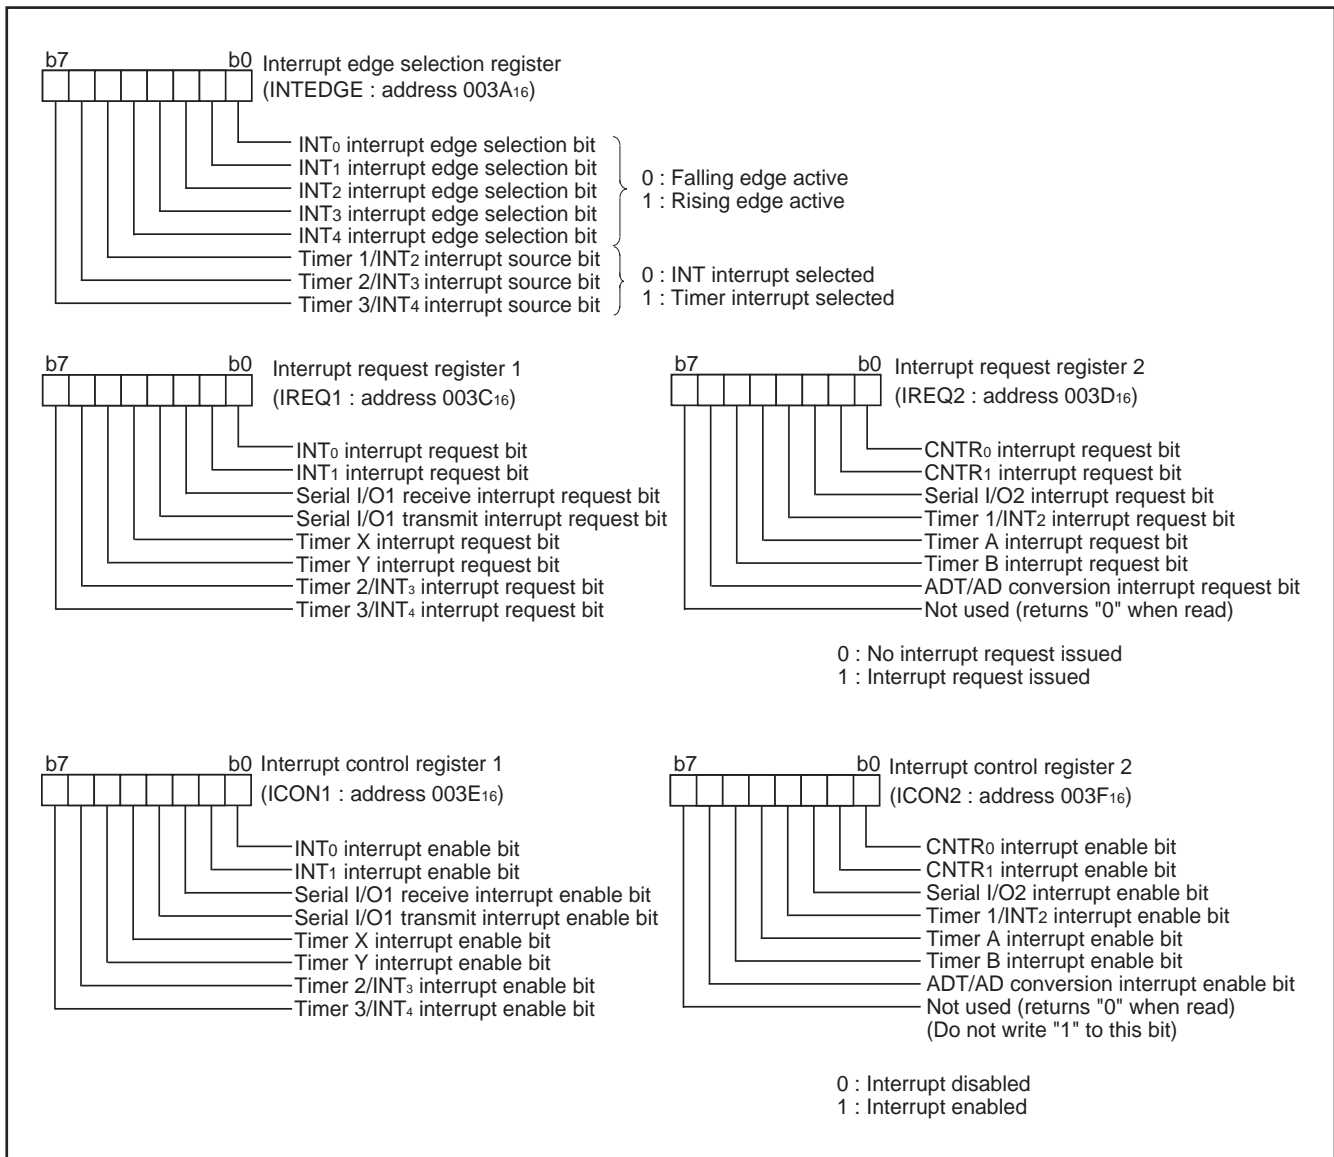 b7 b0 Interrupt edge selection register
(INTEDGE : address 003A16)
INT0 interrupt edge selection bit
INT1 interrupt edge selection bit
INT2 interrupt edge selection bit
INT3 interrupt edge selection bit
INT4 interrupt edge selection bit
0 : Falling edge active
1 : Rising edge active
Timer 1/INT2 interrupt source bit
Timer 2/INT3 interrupt source bit
Timer 3/INT4 interrupt source bit
0 : INT interrupt selected
1 : Timer interrupt selected
b7 b0 Interrupt request register 1
(IREQ1 : address 003C16)
INT0 interrupt request bit
INT1 interrupt request bit
Serial I/O1 receive interrupt request bit
Serial I/O1 transmit interrupt request bit
Timer X interrupt request bit
Timer Y interrupt request bit
Timer 2/INT3 interrupt request bit
Timer 3/INT4 interrupt request bit
b7 b0 Interrupt request register 2
(IREQ2 : address 003D16)
CNTR0 interrupt request bit
CNTR1 interrupt request bit
Serial I/O2 interrupt request bit
Timer 1/INT2 interrupt request bit
Timer A interrupt request bit
Timer B interrupt request bit
ADT/AD conversion interrupt request bit
Not used (returns "0" when read)
0 : No interrupt request issued
1 : Interrupt request issued
b7 b0 Interrupt control register 1
(ICON1 : address 003E16)
INT0 interrupt enable bit
INT1 interrupt enable bit
Serial I/O1 receive interrupt enable bit
Serial I/O1 transmit interrupt enable bit
Timer X interrupt enable bit
Timer Y interrupt enable bit
Timer 2/INT3 interrupt enable bit
Timer 3/INT4 interrupt enable bit
b7 b0 Interrupt control register 2
(ICON2 : address 003F16)
CNTR0 interrupt enable bit
CNTR1 interrupt enable bit
Serial I/O2 interrupt enable bit
Timer 1/INT2 interrupt enable bit
Timer A interrupt enable bit
Timer B interrupt enable bit
ADT/AD conversion interrupt enable bit
Not used (returns "0" when read)
(Do not write "1" to this bit)
0 : Interrupt disabled
1 : Interrupt enabled